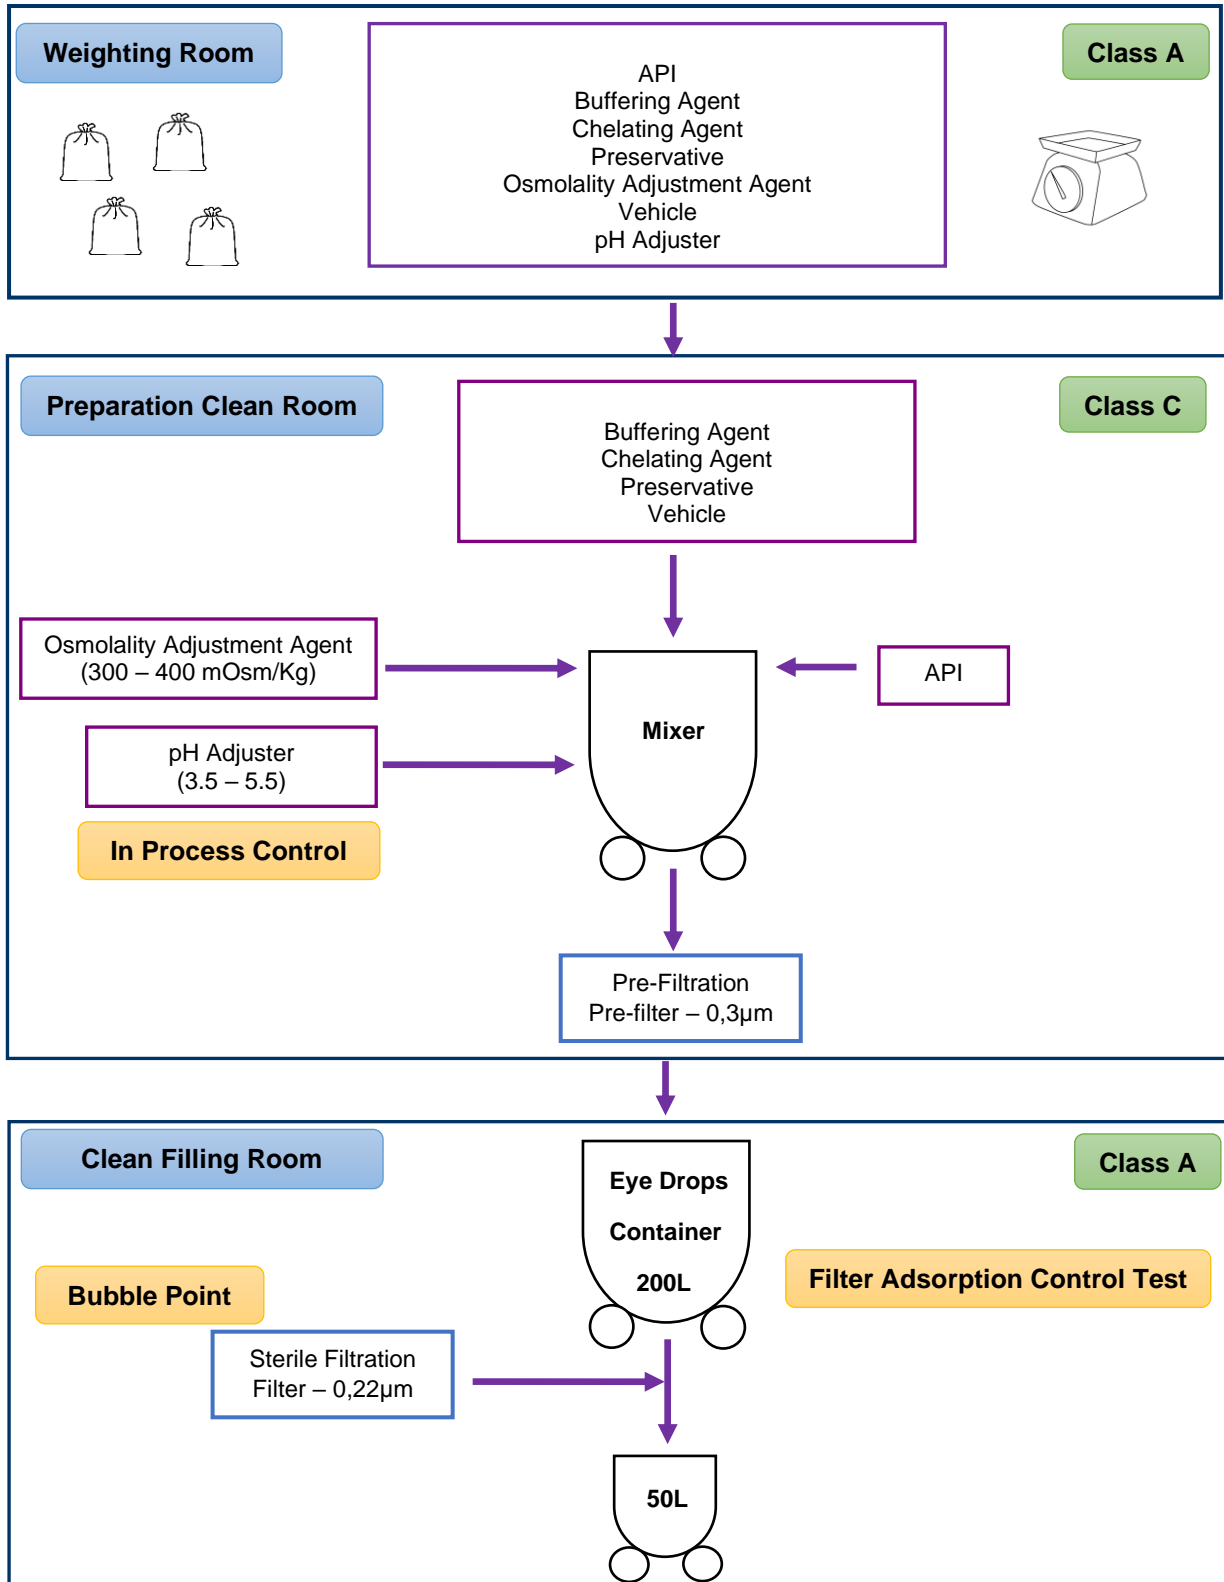 Weighting Room
Class A
API
Buffering Agent
Chelating Agent
Preservative
Osmolality Adjustment Agent
Vehicle
pH Adjuster
Preparation Clean Room
Class C
Buffering Agent
Chelating Agent
Preservative
Vehicle
Osmolality Adjustment Agent
(300 – 400 mOsm/Kg)
API
Mixer
pH Adjuster
(3.5 – 5.5)
In Process Control
Pre-Filtration
Pre-filter – 0,3µm
Clean Filling Room
Class A
Eye Drops
Container
200L
Bubble Point
Filter Adsorption Control Test
Sterile Filtration
Filter – 0,22µm
50L